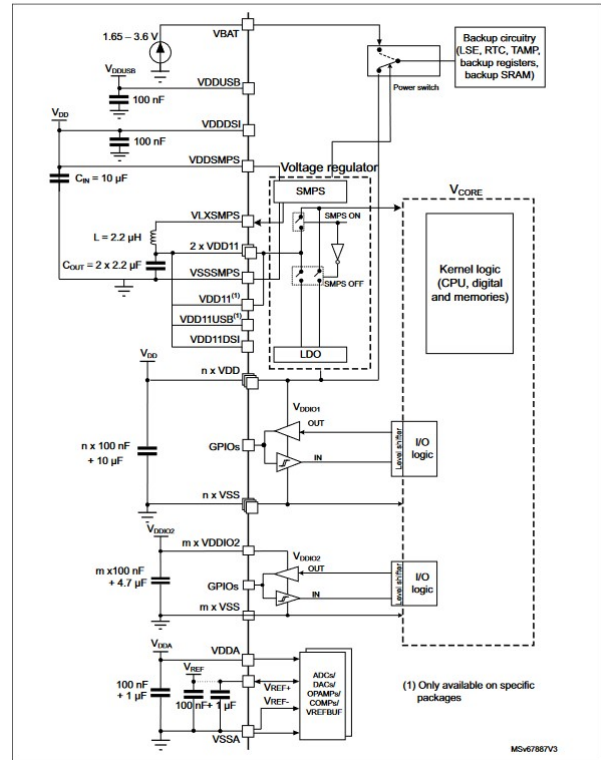 1.65 – 3.6 V
VBAT
Backup circuitry
(LSE, RTC, TAMP,
backup registers,
backup SRAM)
Power switch
VDDUSB
VDDUSB
100 nF
VDD
VDDDSI
100 nF
VDDSMPS
CIN = 10 µF
Voltage regulator
SMPS
VCORE
VLXSMPS
SMPS ON
L = 2.2 µH
2 x VDD11
COUT = 2 x 2.2 µF
VSSSMPS
SMPS OFF
Kernel logic
(CPU, digital
and memories)
VDD11(1)
VDD11USB(1)
VDD11DSI
LDO
VDD
n x VDD
VDDIO1
OUT
GPIOs
IN
Level shifter
I/O
logic
n x 100 nF
+ 10 µF
n x VSS
VDDIO2
m x VDDIO2
VDDIO2
OUT
m x100 nF
+ 4.7 µF
GPIOs
IN
Level shifter
I/O
logic
m x VSS
VDDA
VDDA
VREF
100 nF
+ 1 µF
100 nF+ 1 µF
VREF+
VREF-
VSSA
ADCs/
DACs/
OPAMPs/
COMPs/
VREFBUF
(1) Only available on specific
packages
MSv67887V3